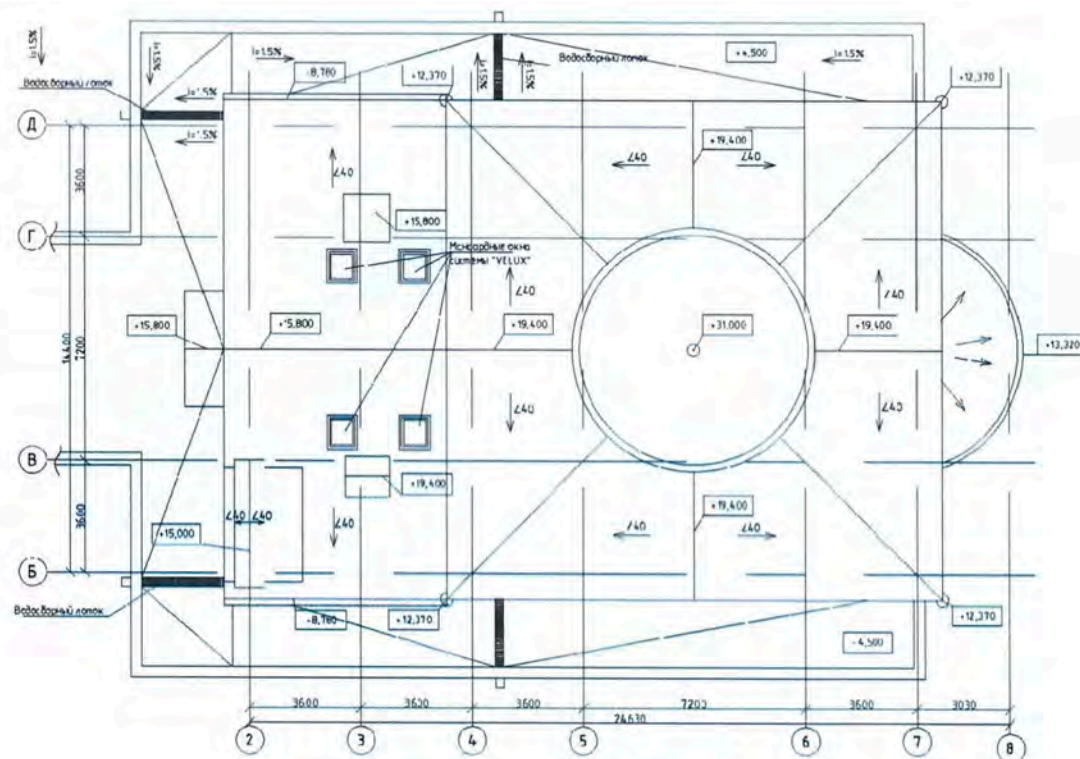 i=1.5%
i=1.5%
i=1.5%
+8,780
+12,370
i=1.5%
i=1.5%
Водосборный лоток
+4,500
i=1.5%
+12,370
Водосборный лоток
i=1.5%
Д
i=1.5%
∠40
+19,400
∠40
∠40
3600
+15,800
Г
Мансардные окна
системы "VELUX"
∠40
∠40
+15,800
+15,800
+19,400
+31,000
+19,400
+13,320
14400
7200
∠40
∠40
В
+19,400
3600
∠40
∠40
∠40
+15,000
+19,400
∠40
∠40
Б
Водосборный лоток
+8,780
+12,370
+12,370
+4,500
3600
3600
3600
7200
3600
3030
24630
2
3
4
5
6
7
8